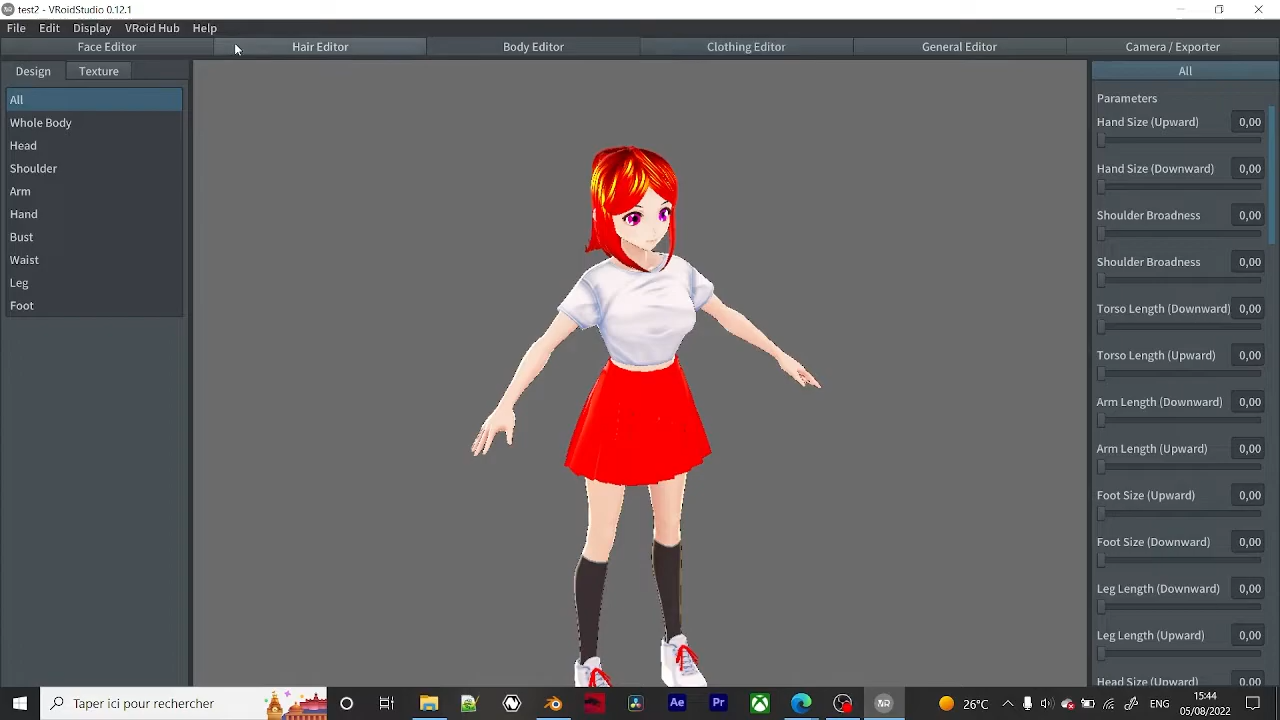 test2 - VRoidStudio 0.12.1
File Edit Display VRoid Hub Help
Face Editor Hair Editor Body Editor Clothing Editor General Editor Camera / Exporter
Design Texture
All
Whole Body
Head
Shoulder
Arm
Hand
Bust
Waist
Leg
Foot
All
Parameters
Hand Size (Upward) 0,00
Hand Size (Downward) 0,00
Shoulder Broadness 0,00
Shoulder Broadness 0,00
Torso Length (Downward) 0,00
Torso Length (Upward) 0,00
Arm Length (Downward) 0,00
Arm Length (Upward) 0,00
Foot Size (Upward) 0,00
Foot Size (Downward) 0,00
Leg Length (Downward) 0,00
Leg Length (Upward) 0,00
Head Size (Upward) 0,00
Tapez ici pour rechercher
Ae Pr
26°C
ENG
15:44
05/08/2022